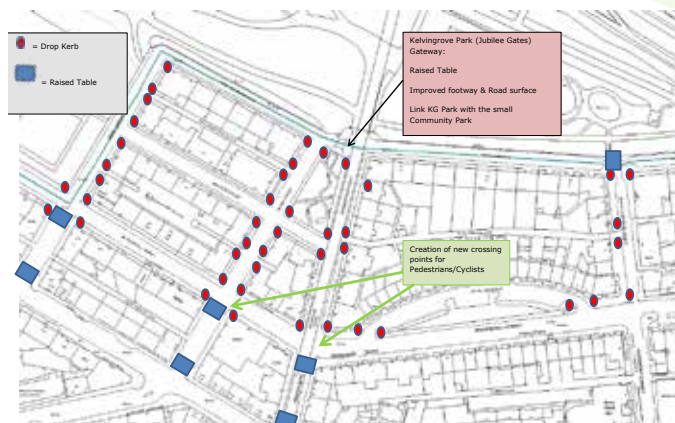 = Drop Kerb
= Raised Table
Kelvingrove Park (Jubilee Gates)
Gateway:
Raised Table
Improved footway & Road surface
Link KG Park with the small
Community Park
Creation of new crossing
points for
Pedestrians/Cyclists